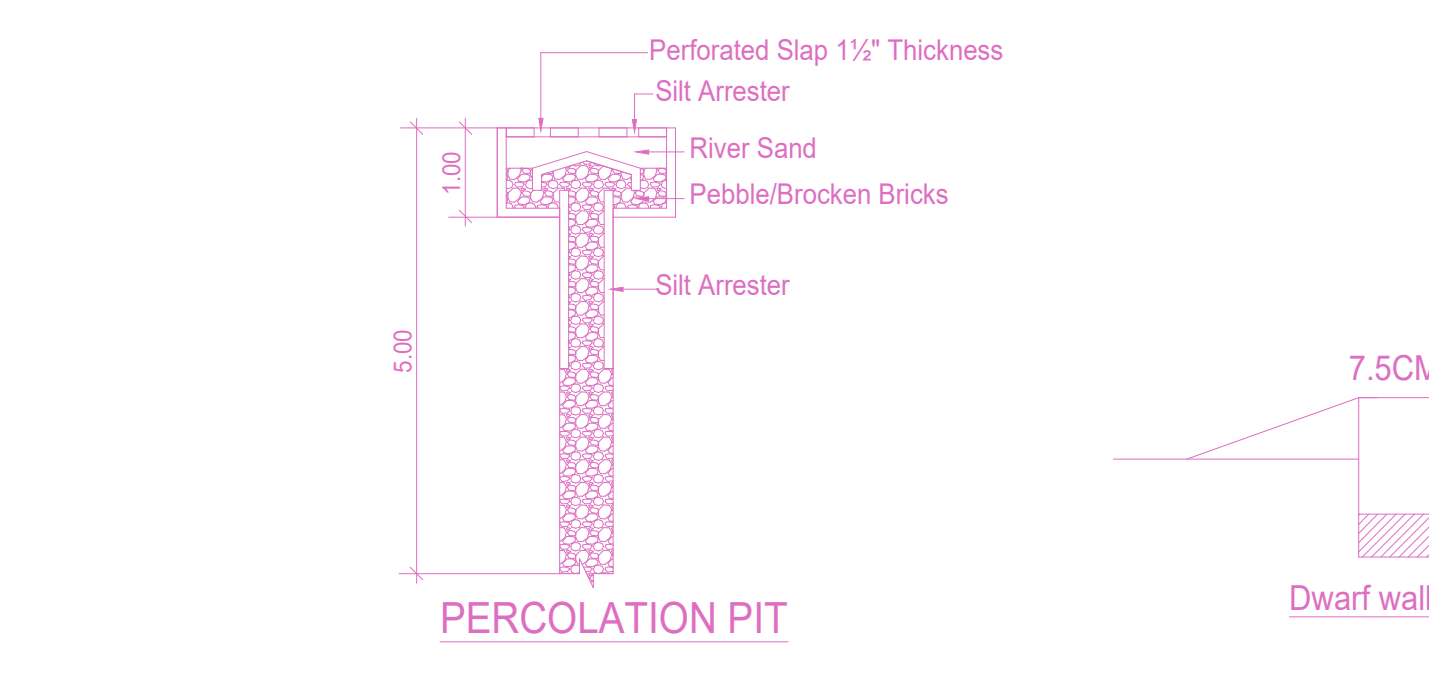 Perforated Slap 1½" Thickness
Silt Arrester
River Sand
1.00
Pebble/Brocken Bricks
Silt Arrester
5.00
7.5CM
PERCOLATION PIT
Dwarf wall